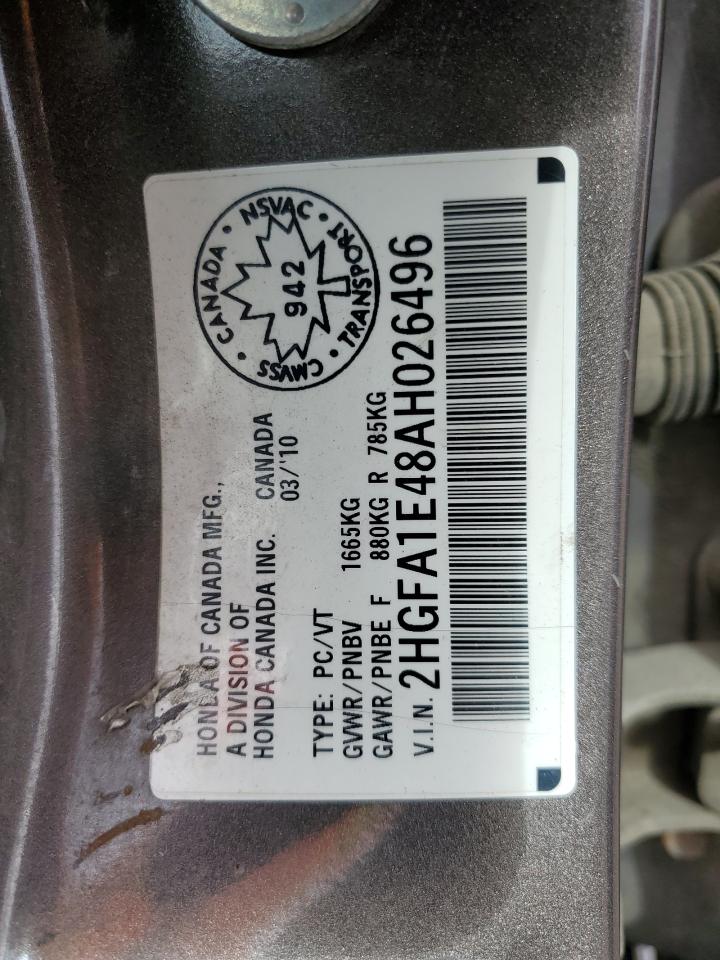 HONDA OF CANADA MFG.,
A DIVISION OF
HONDA CANADA INC. CANADA
03/'10
CANADA • NSVAC • TRANSPORT • CMVSS •
942
TYPE: PC/VT
GVWR/PNBV 1665KG
GAWR/PNBE F 880KG R 785KG
V.I.N. 2HGFA1E48AH026496